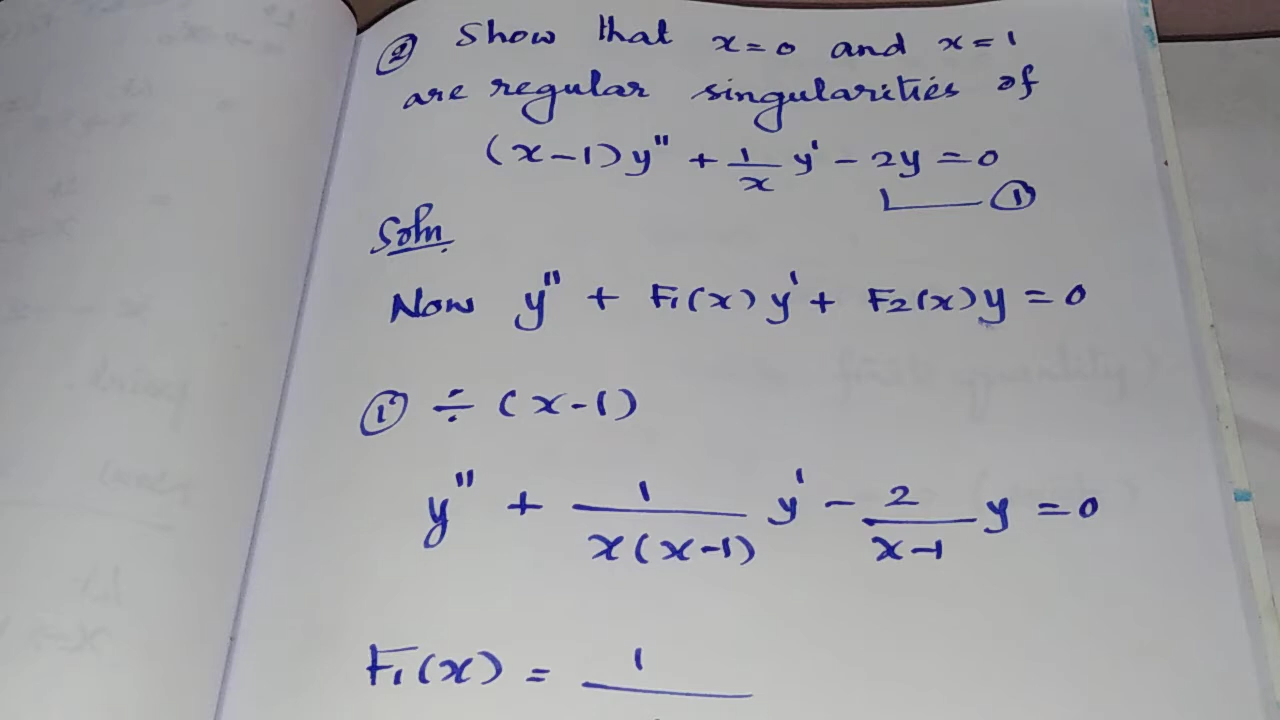 ② Show that x=0 and x=1
are regular singularities of
(x-1)y'' + 1/x y' - 2y = 0
①
Soln.
Now y'' + F₁(x)y' + F₂(x)y = 0
① ÷ (x-1)
y'' + 1/x(x-1) y' - 2/x-1 y = 0
F₁(x) = 1